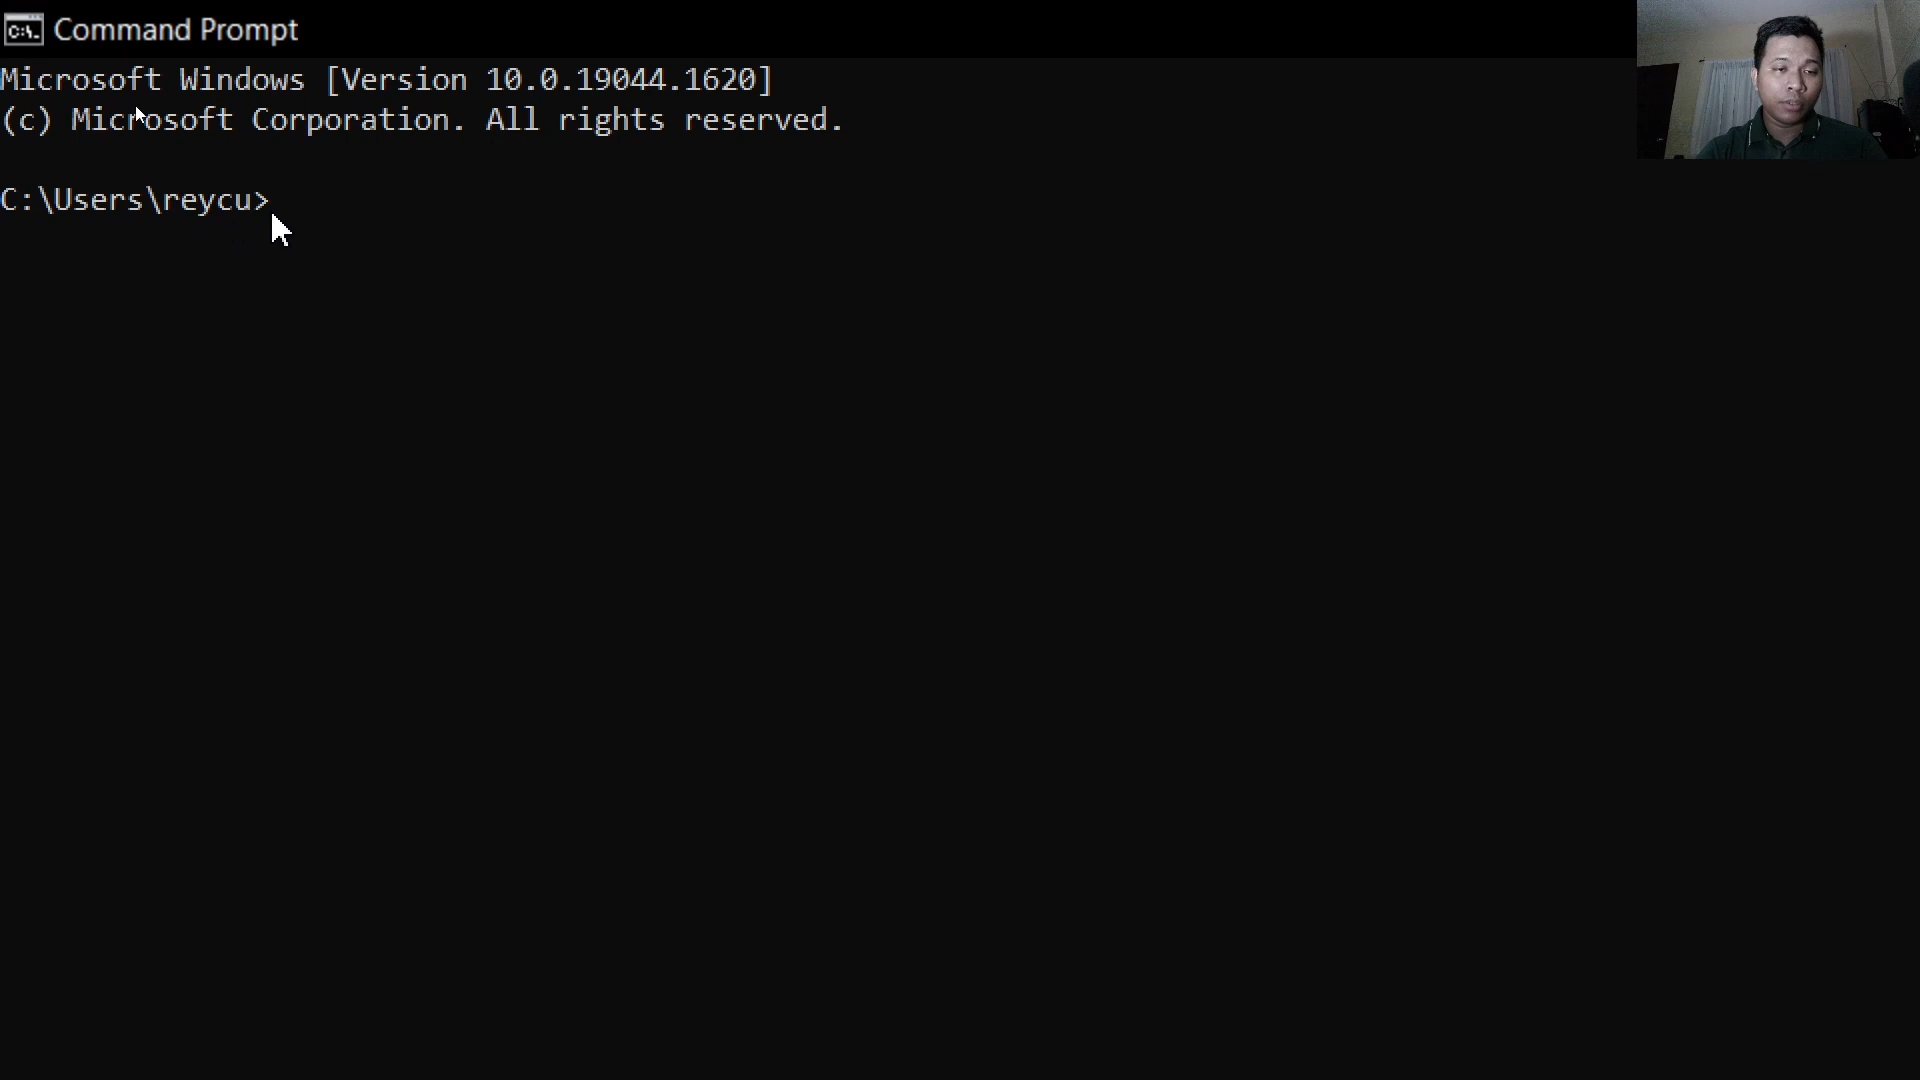 Command Prompt
Microsoft Windows [Version 10.0.19044.1620]
(c) Microsoft Corporation. All rights reserved.
C:\Users\reycu>